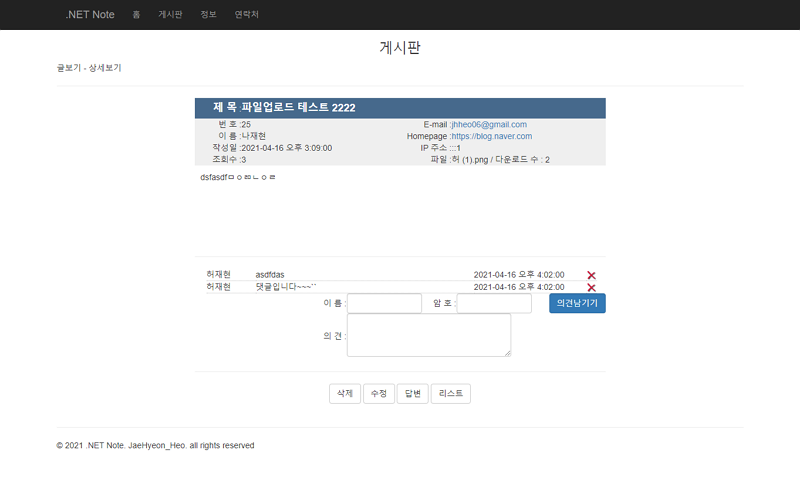 .NET Note 홈 게시판 정보 연락처
게시판
글보기 - 상세보기
제 목 파일업로드 테스트 2222
번 호 :25 E-mail :jhheo06@gmail.com
이 름 :나재현 Homepage :https://blog.naver.com
작성일 :2021-04-16 오후 3:09:00 IP 주소 :::1
조회수 :3 파일 :허 (1).png / 다운로드 수 : 2
허재현 asdfdas 2021-04-16 오후 4:02:00
허재현 댓글입니다~~~`` 2021-04-16 오후 4:02:00
이 름 : 암 호 : 의견남기기
의 견 :
삭제 수정 답변 리스트
© 2021 .NET Note. JaeHyeon_Heo. all rights reserved